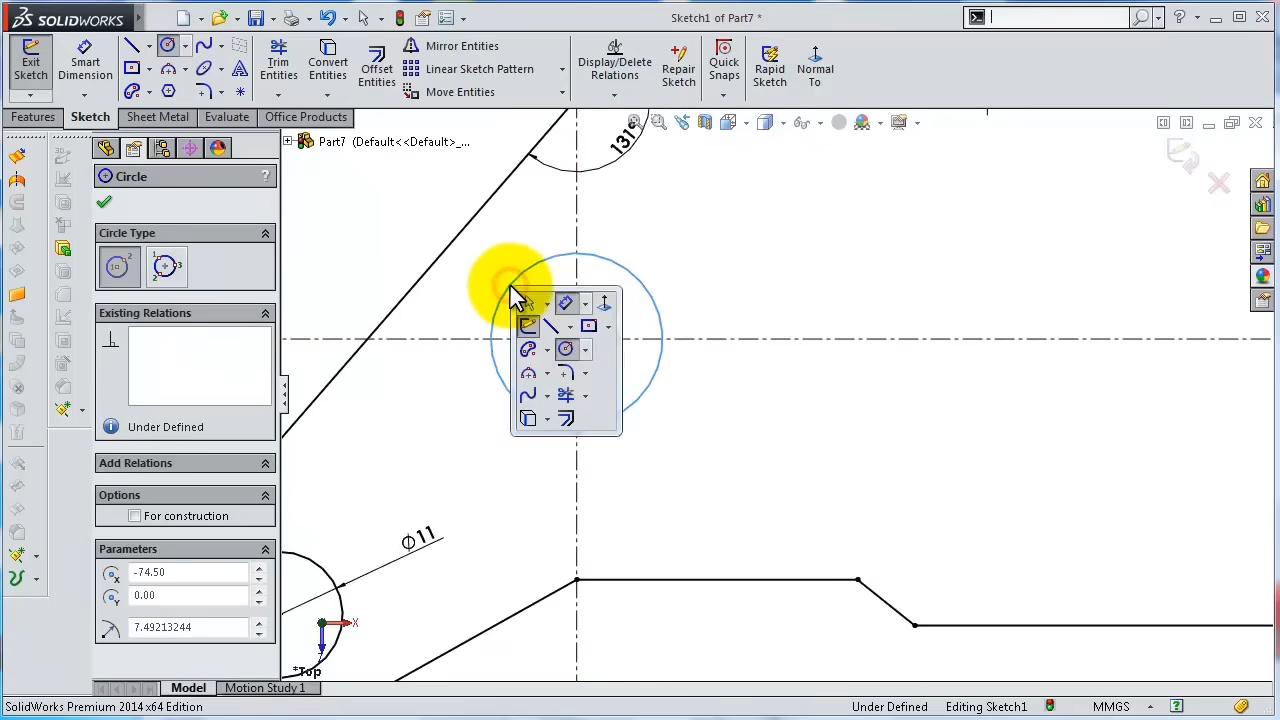 SOLIDWORKS
Sketch1 of Part7 *
Exit Sketch
Smart Dimension
Trim Entities
Convert Entities
Offset Entities
Mirror Entities
Linear Sketch Pattern
Move Entities
Display/Delete Relations
Repair Sketch
Quick Snaps
Rapid Sketch
Normal To
Features
Sketch
Sheet Metal
Evaluate
Office Products
Part7 (Default<<Default>_...
131°
Circle
?
Circle Type
Existing Relations
Under Defined
Add Relations
Options
For construction
Parameters
-74.50
0.00
7.49213244
∅11
X
*Top
Model
Motion Study 1
SolidWorks Premium 2014 x64 Edition
Under Defined
Editing Sketch1
MMGS